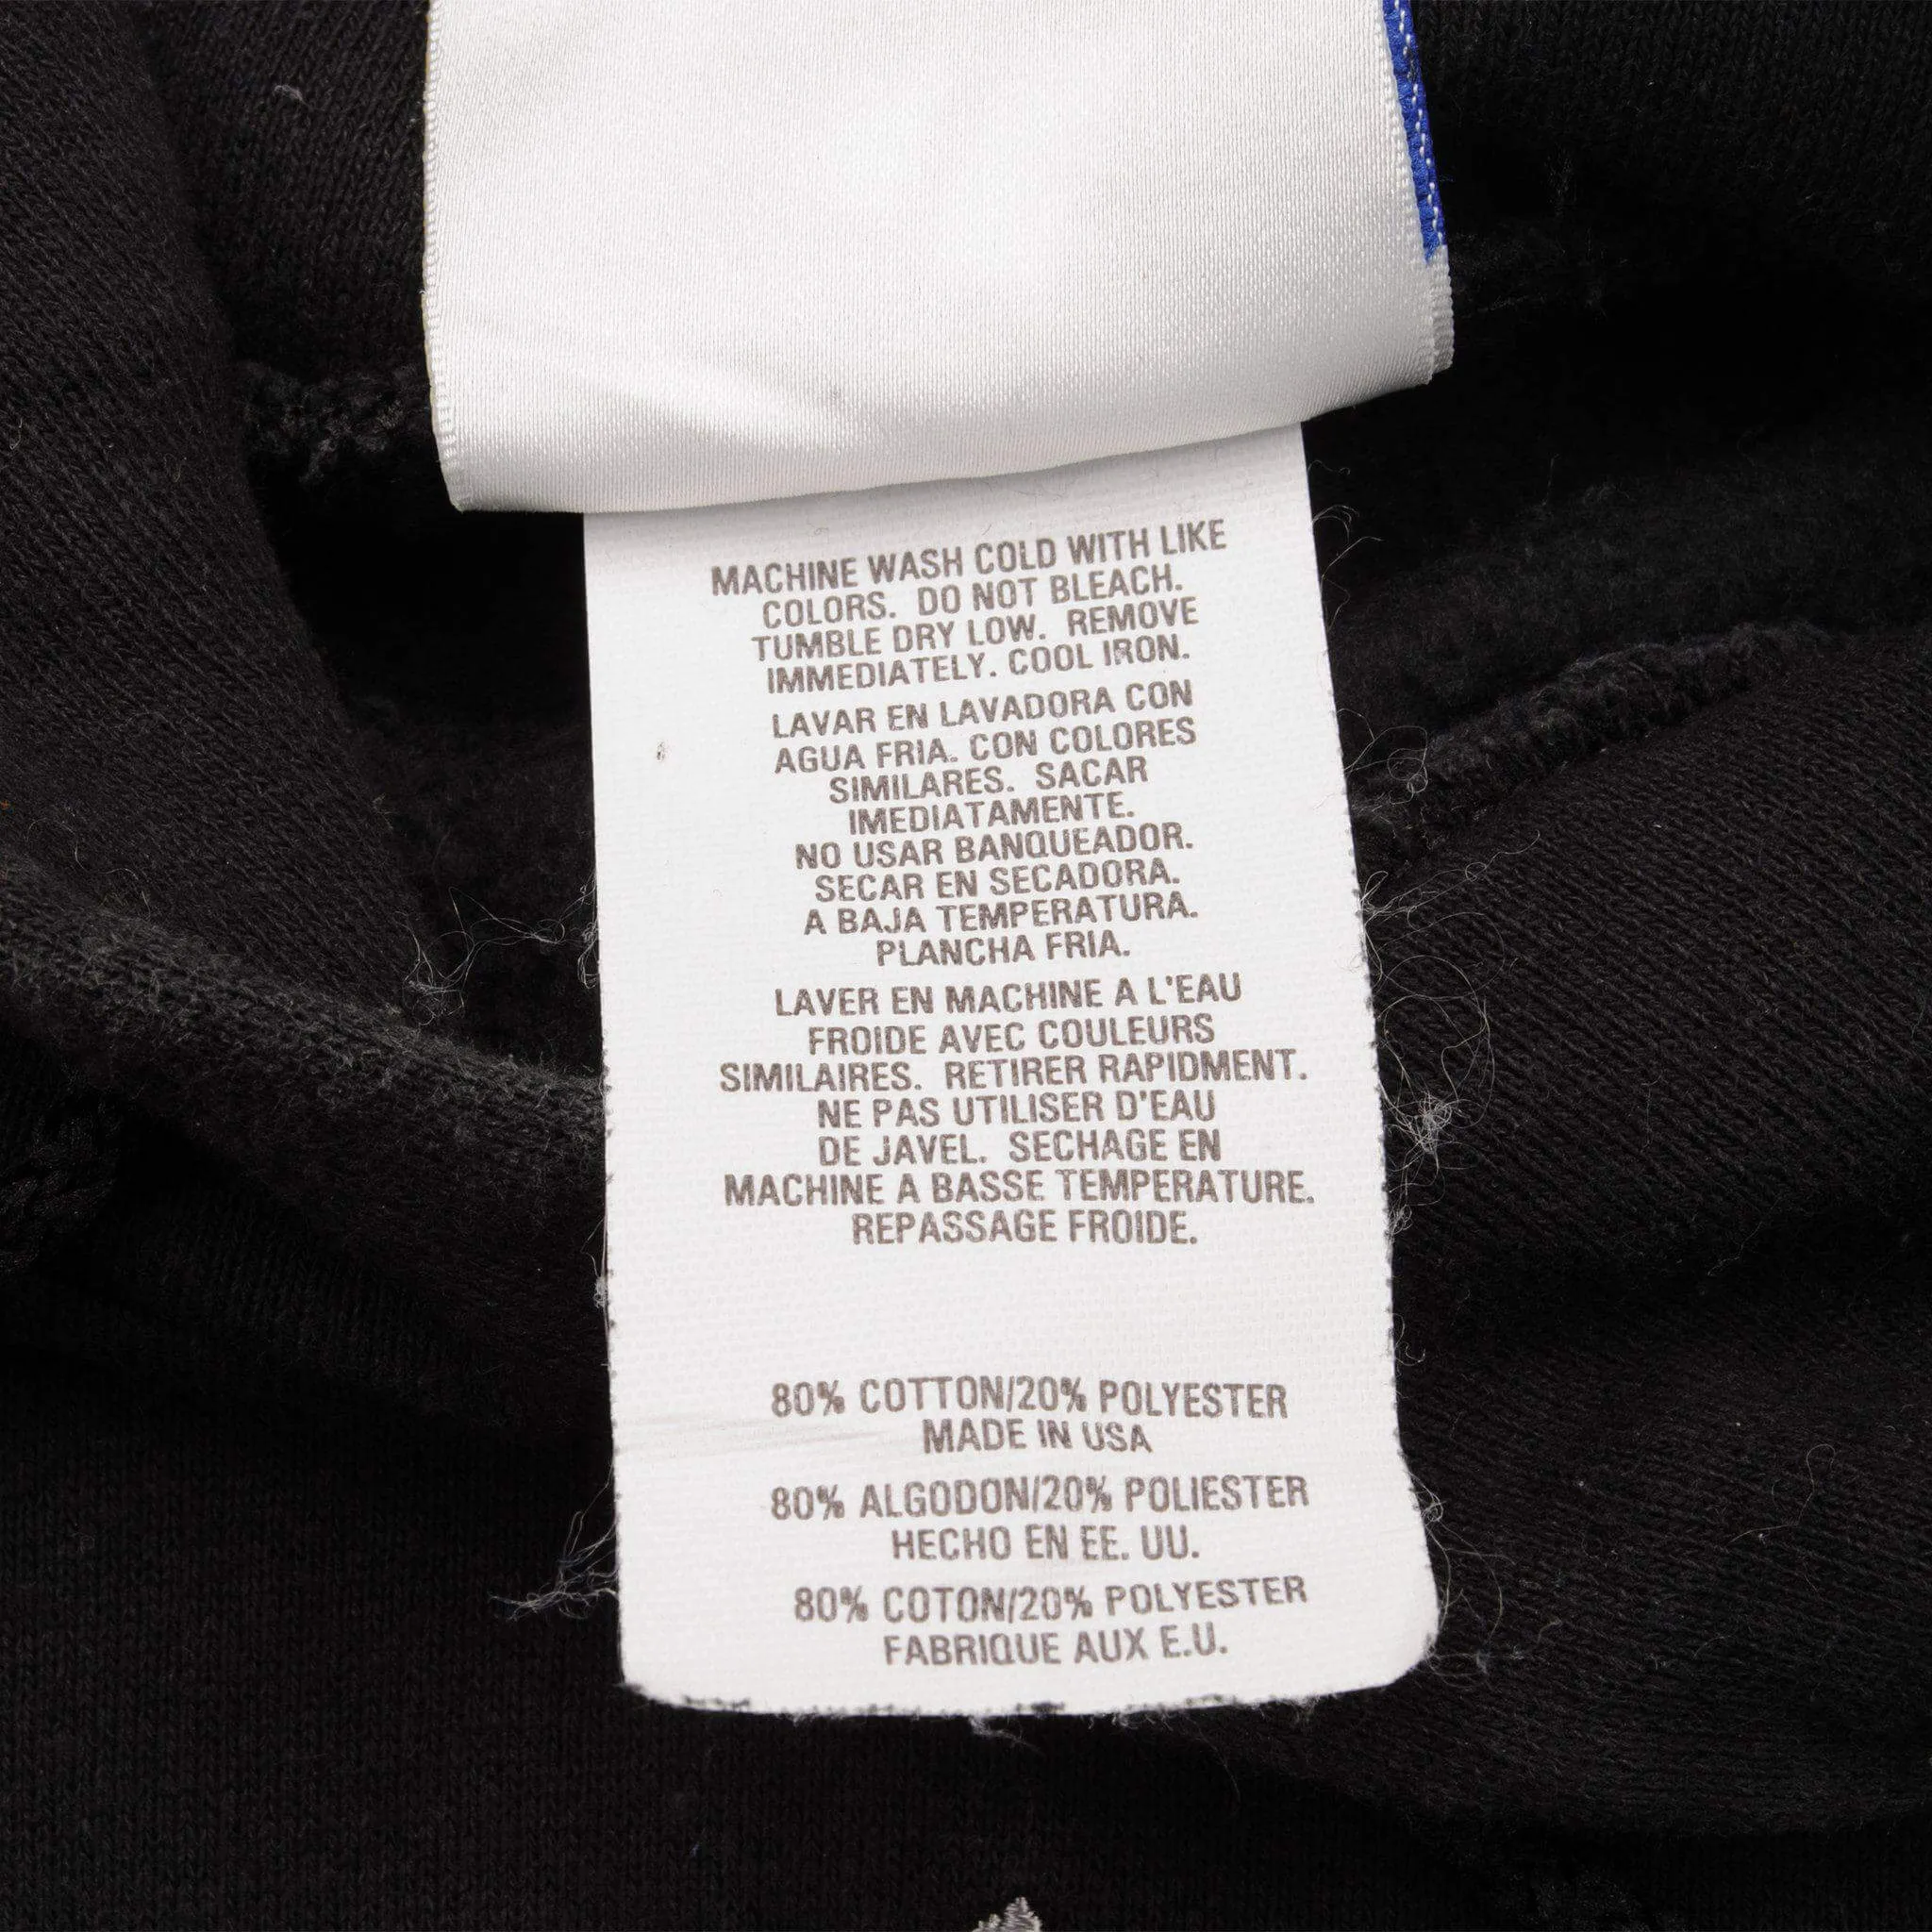 MACHINE WASH COLD WITH LIKE
COLORS. DO NOT BLEACH.
TUMBLE DRY LOW. REMOVE
IMMEDIATELY. COOL IRON.
LAVAR EN LAVADORA CON
AGUA FRIA. CON COLORES
SIMILARES. SACAR
IMEDIATAMENTE.
NO USAR BANQUEADOR.
SECAR EN SECADORA.
A BAJA TEMPERATURA.
PLANCHA FRIA.
LAVER EN MACHINE A L'EAU
FROIDE AVEC COULEURS
SIMILAIRES. RETIRER RAPIDMENT.
NE PAS UTILISER D'EAU
DE JAVEL. SECHAGE EN
MACHINE A BASSE TEMPERATURE.
REPASSAGE FROIDE.
80% COTTON/20% POLYESTER
MADE IN USA
80% ALGODON/20% POLIESTER
HECHO EN EE. UU.
80% COTON/20% POLYESTER
FABRIQUE AUX E.U.